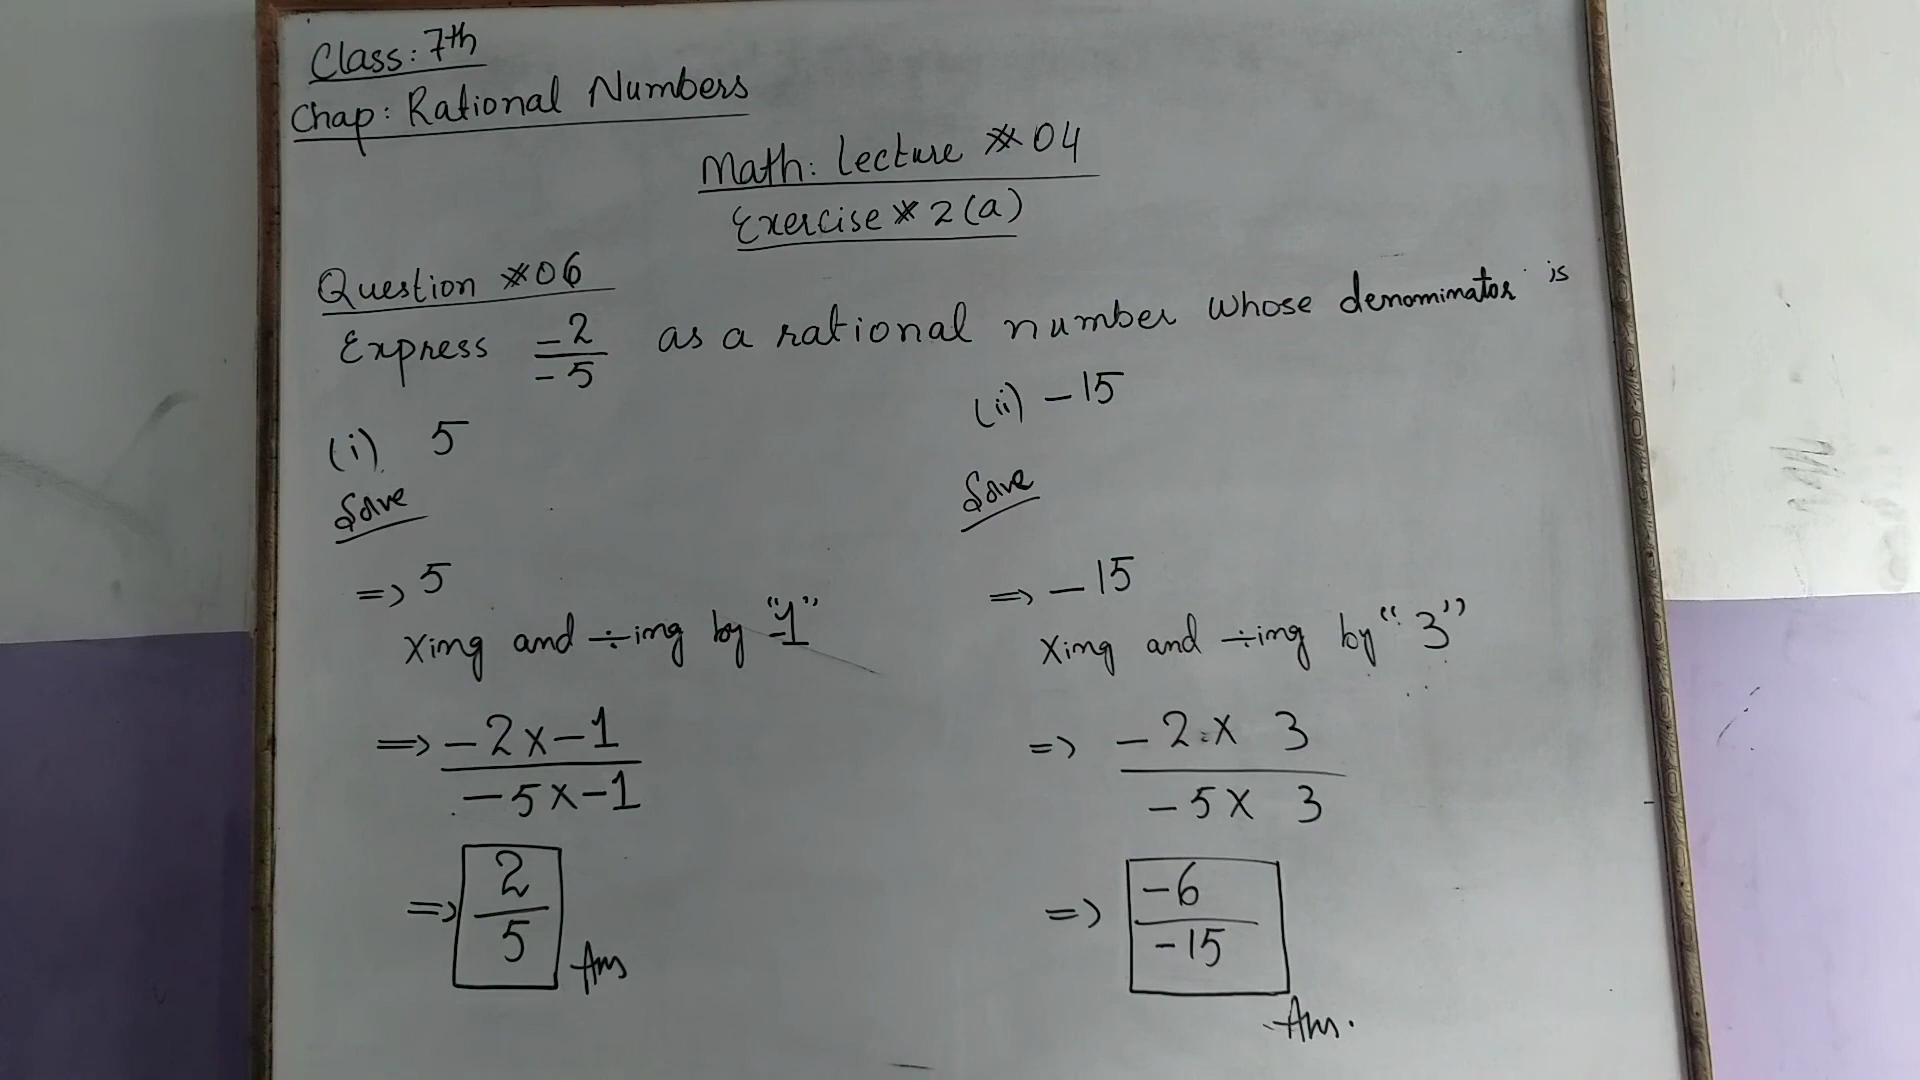 Class: 7th
Chap: Rational Numbers
Math: Lecture # 04
Exercise # 2(a)
Question # 06
Express -2/-5 as a rational number whose denominator is
(i) 5
Solve
=> 5
Xing and ÷ing by "-1"
=> -2 x -1 / -5 x -1
=> 2/5 Ans
(ii) -15
Solve
=> -15
Xing and ÷ing by "3"
=> -2 x 3 / -5 x 3
=> -6/-15 Ans.